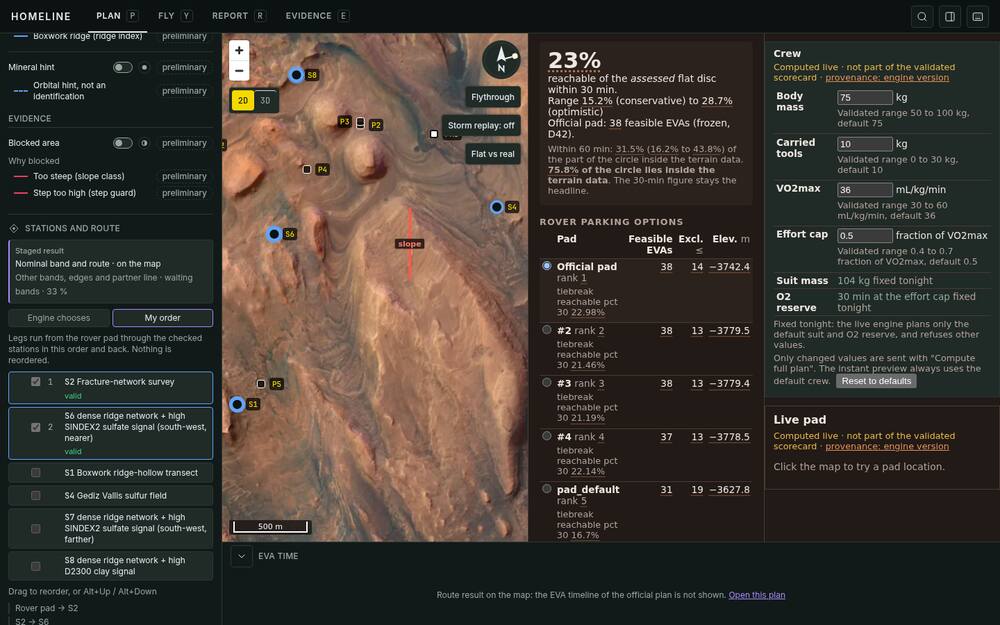 HOMELINE
PLAN P
FLY Y
REPORT R
EVIDENCE E
Boxwork ridge (ridge index) preliminary
Mineral hint preliminary
Orbital hint, not an
identification
preliminary
EVIDENCE
Blocked area preliminary
Why blocked
Too steep (slope class) preliminary
Step too high (step guard) preliminary
STATIONS AND ROUTE
Staged result
Nominal band and route · on the map
Other bands, edges and partner line · waiting
bands · 33 %
Engine chooses
My order
Legs run from the rover pad through the checked
stations in this order and back. Nothing is
reordered.
1 S2 Fracture-network survey
valid
2 S6 dense ridge network + high
SINDEX2 sulfate signal (south-west,
nearer)
valid
S1 Boxwork ridge-hollow transect
S4 Gediz Vallis sulfur field
S7 dense ridge network + high
SINDEX2 sulfate signal (south-west,
farther)
S8 dense ridge network + high
D2300 clay signal
Drag to reorder, or Alt+Up / Alt+Down
Rover pad → S2
S2 → S6
+
−
2D 3D
N
Flythrough
Storm replay: off
Flat vs real
S8
P3
P2
P4
S4
S6
slope
P5
S1
500 m
23%
reachable of the assessed flat disc
within 30 min.
Range 15.2% (conservative) to 28.7%
(optimistic)
Official pad: 38 feasible EVAs (frozen,
D42).
Within 60 min: 31.5% (16.2% to 43.8%) of
the part of the circle inside the terrain data.
75.8% of the circle lies inside the
terrain data. The 30-min figure stays the
headline.
ROVER PARKING OPTIONS
Pad Feasible EVAs Excl. ≤ Elev. m
Official pad 38 14 −3742.4
rank 1
tiebreak
reachable pct
30 22.98%
#2 rank 2 38 13 −3779.5
tiebreak
reachable pct
30 21.46%
#3 rank 3 38 13 −3779.4
tiebreak
reachable pct
30 21.19%
#4 rank 4 37 13 −3778.5
tiebreak
reachable pct
30 22.14%
pad_default 31 19 −3627.8
rank 5
tiebreak
reachable pct
30 16.7%
Crew
Computed live · not part of the validated
scorecard · provenance: engine version
Body mass 75 kg
Validated range 50 to 100 kg,
default 75
Carried tools 10 kg
Validated range 0 to 30 kg,
default 10
VO2max 36 mL/kg/min
Validated range 30 to 60
mL/kg/min, default 36
Effort cap 0.5 fraction of VO2max
Validated range 0.4 to 0.7
fraction of VO2max, default 0.5
Suit mass 104 kg fixed tonight
O2 reserve 30 min at the effort cap fixed
tonight
Fixed tonight: the live engine plans only the
default suit and O2 reserve, and refuses other
values.
Only changed values are sent with "Compute
full plan". The instant preview always uses the
default crew. Reset to defaults
Live pad
Computed live · not part of the validated
scorecard · provenance: engine version
Click the map to try a pad location.
EVA TIME
Route result on the map: the EVA timeline of the official plan is not shown. Open this plan